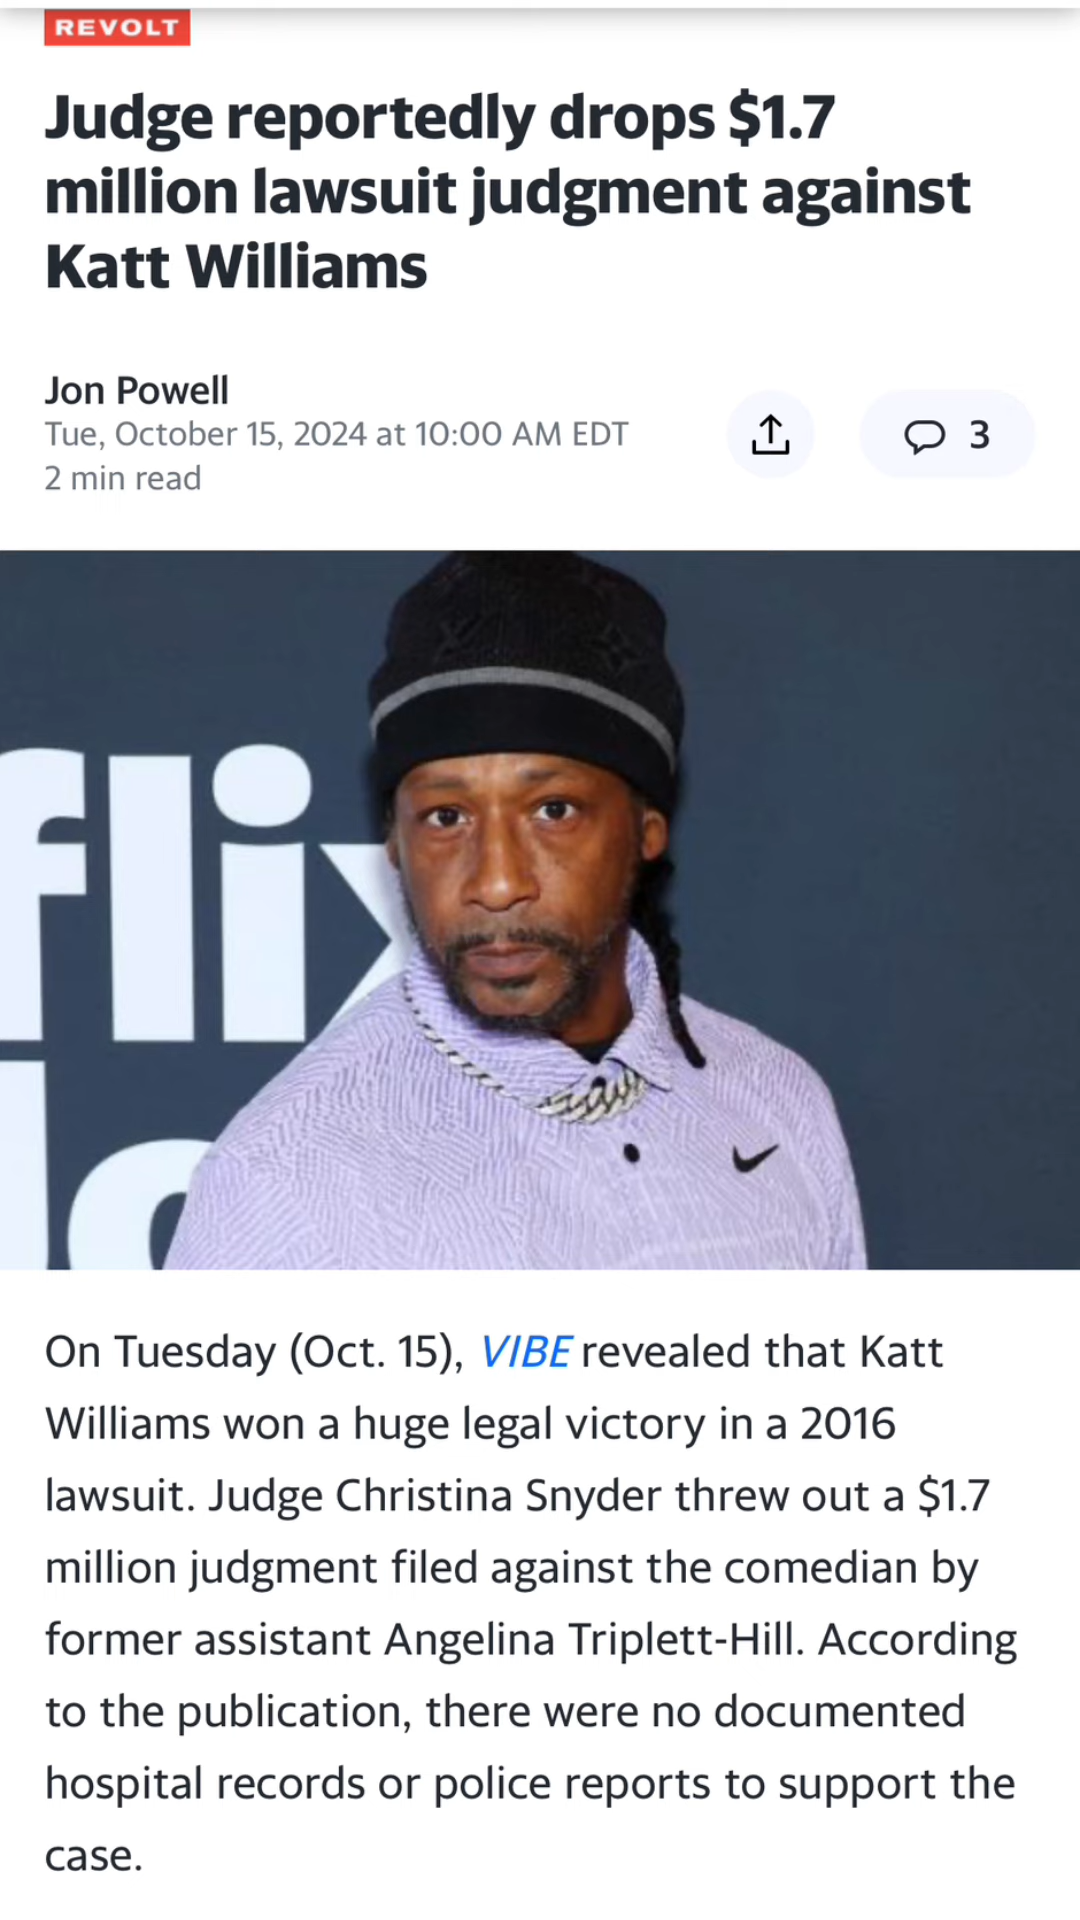 REVOLT
Judge reportedly drops $1.7
million lawsuit judgment against
Katt Williams
Jon Powell
Tue, October 15, 2024 at 10:00 AM EDT
2 min read
3
flix
On Tuesday (Oct. 15), VIBE revealed that Katt
Williams won a huge legal victory in a 2016
lawsuit. Judge Christina Snyder threw out a $1.7
million judgment filed against the comedian by
former assistant Angelina Triplett-Hill. According
to the publication, there were no documented
hospital records or police reports to support the
case.